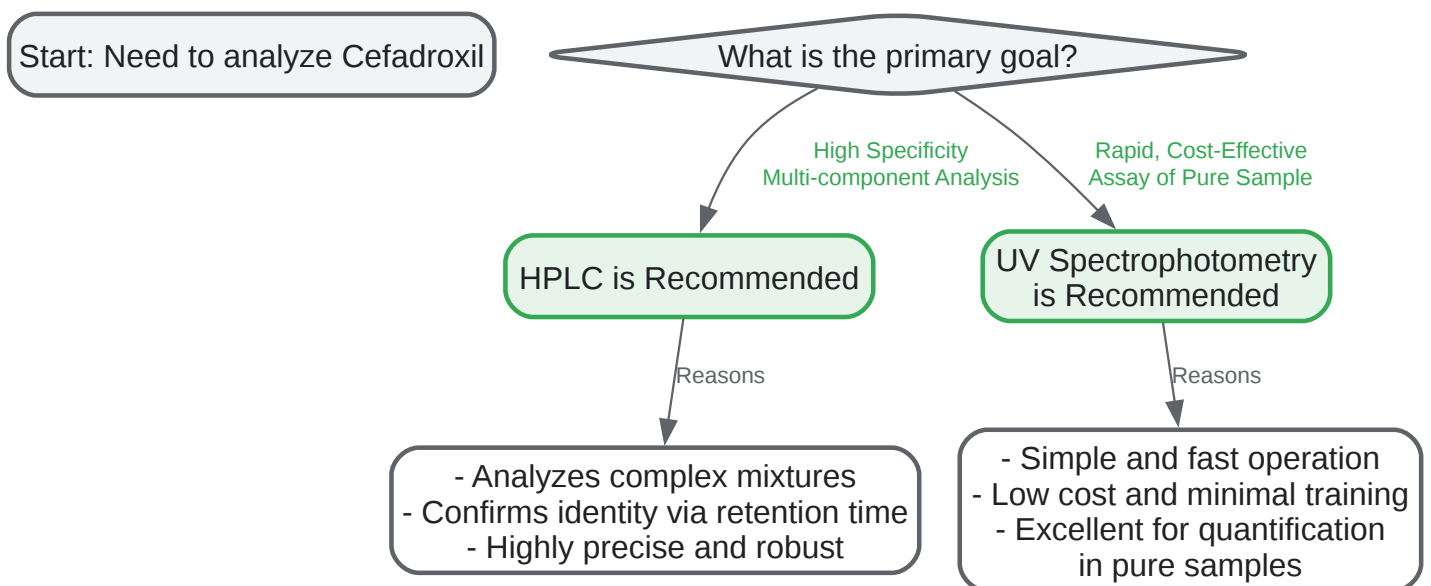 Start: Need to analyze Cefadroxil
What is the primary goal?
High Specificity
Multi-component Analysis
Rapid, Cost-Effective
Assay of Pure Sample
HPLC is Recommended
UV Spectrophotometry
is Recommended
Reasons
Reasons
- Analyzes complex mixtures
- Confirms identity via retention time
- Highly precise and robust
- Simple and fast operation
- Low cost and minimal training
- Excellent for quantification
in pure samples